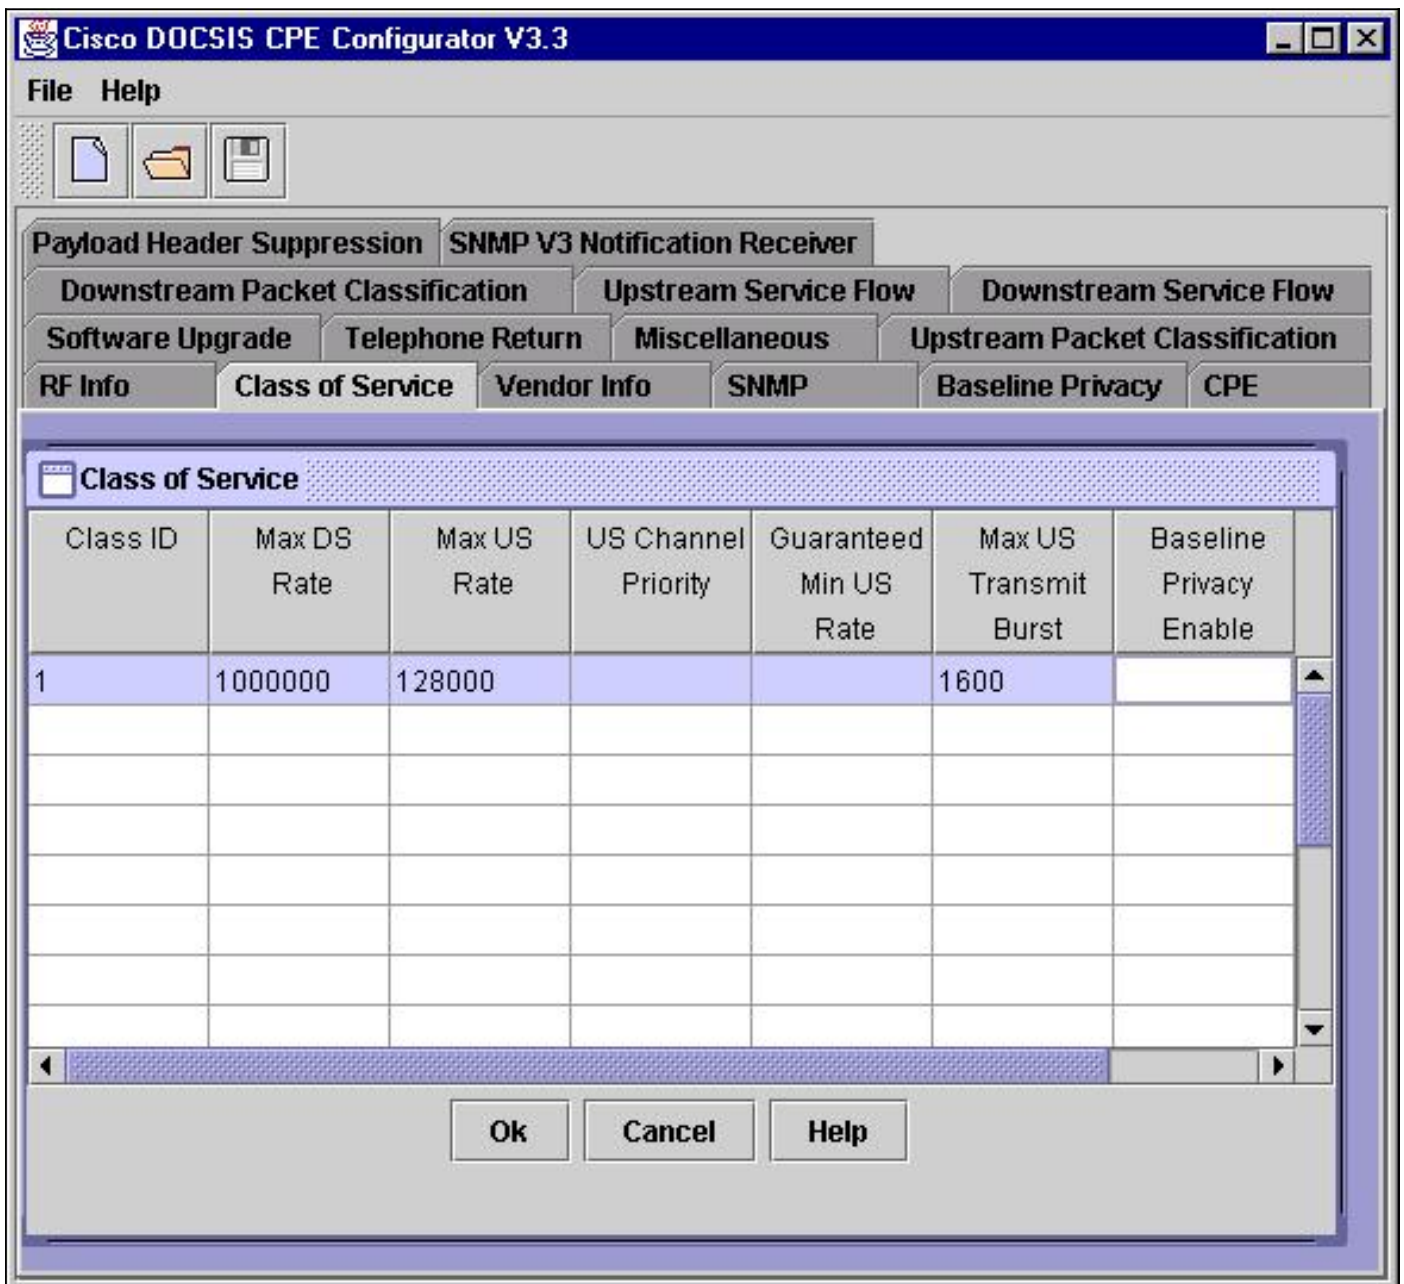 Cisco DOCSIS CPE Configurator V3.3
File Help
Payload Header Suppression SNMP V3 Notification Receiver
Downstream Packet Classification Upstream Service Flow Downstream Service Flow
Software Upgrade Telephone Return Miscellaneous Upstream Packet Classification
RF Info Class of Service Vendor Info SNMP Baseline Privacy CPE
Class of Service
Class ID Max DS Max US US Channel Guaranteed Max US Baseline
Rate Rate Priority Min US Transmit Privacy
Rate Burst Enable
1 1000000 128000 1600
Ok Cancel Help